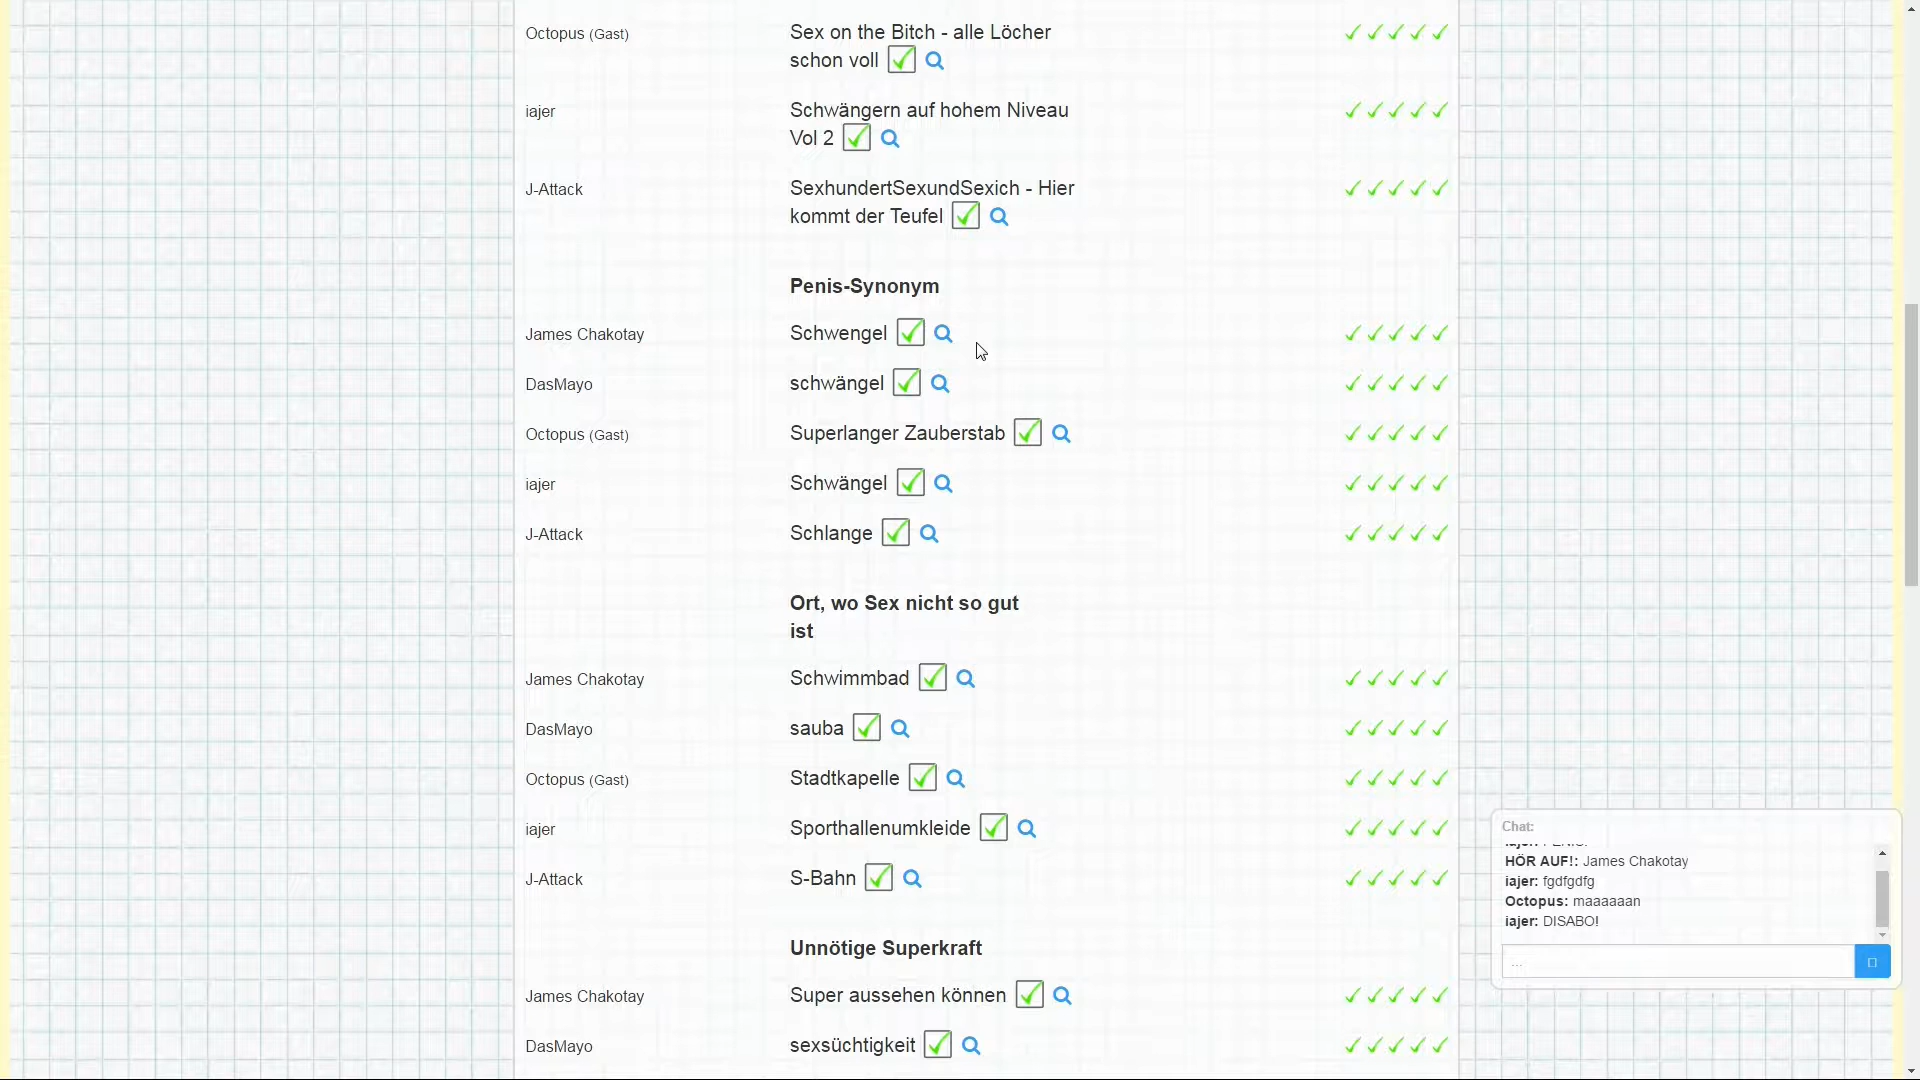 Octopus (Gast)
Sex on the Bitch - alle Löcher
schon voll
iajer
Schwängern auf hohem Niveau
Vol 2
J-Attack
SexhundertSexundSexich - Hier
kommt der Teufel
Penis-Synonym
James Chakotay
Schwengel
DasMayo
schwängel
Octopus (Gast)
Superlanger Zauberstab
iajer
Schwängel
J-Attack
Schlange
Ort, wo Sex nicht so gut
ist
James Chakotay
Schwimmbad
DasMayo
sauba
Octopus (Gast)
Stadtkapelle
iajer
Sporthallenumkleide
J-Attack
S-Bahn
Unnötige Superkraft
James Chakotay
Super aussehen können
DasMayo
sexsüchtigkeit
Chat:
HÖR AUF!: James Chakotay
iajer: fgdfgdfg
Octopus: maaaaaan
iajer: DISABO!
...